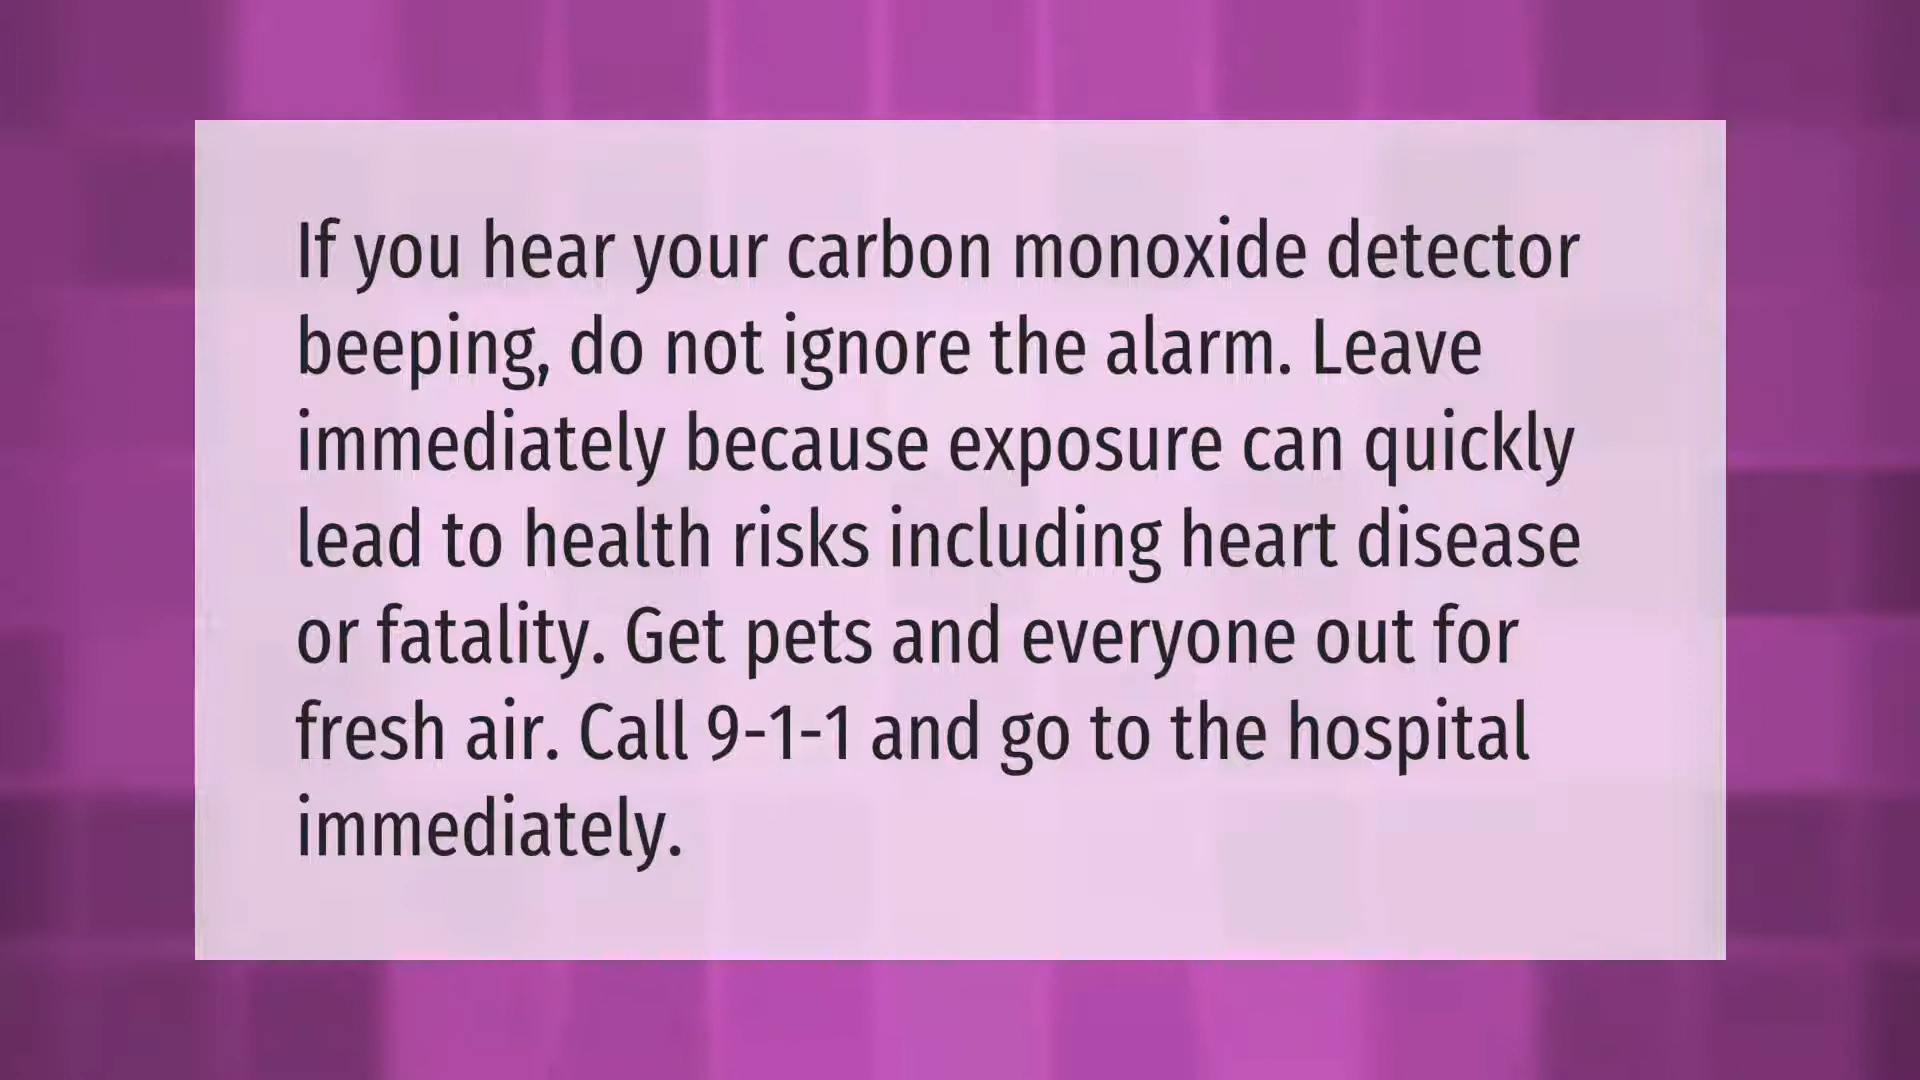 If you hear your carbon monoxide detector
beeping, do not ignore the alarm. Leave
immediately because exposure can quickly
lead to health risks including heart disease
or fatality. Get pets and everyone out for
fresh air. Call 9-1-1 and go to the hospital
immediately.